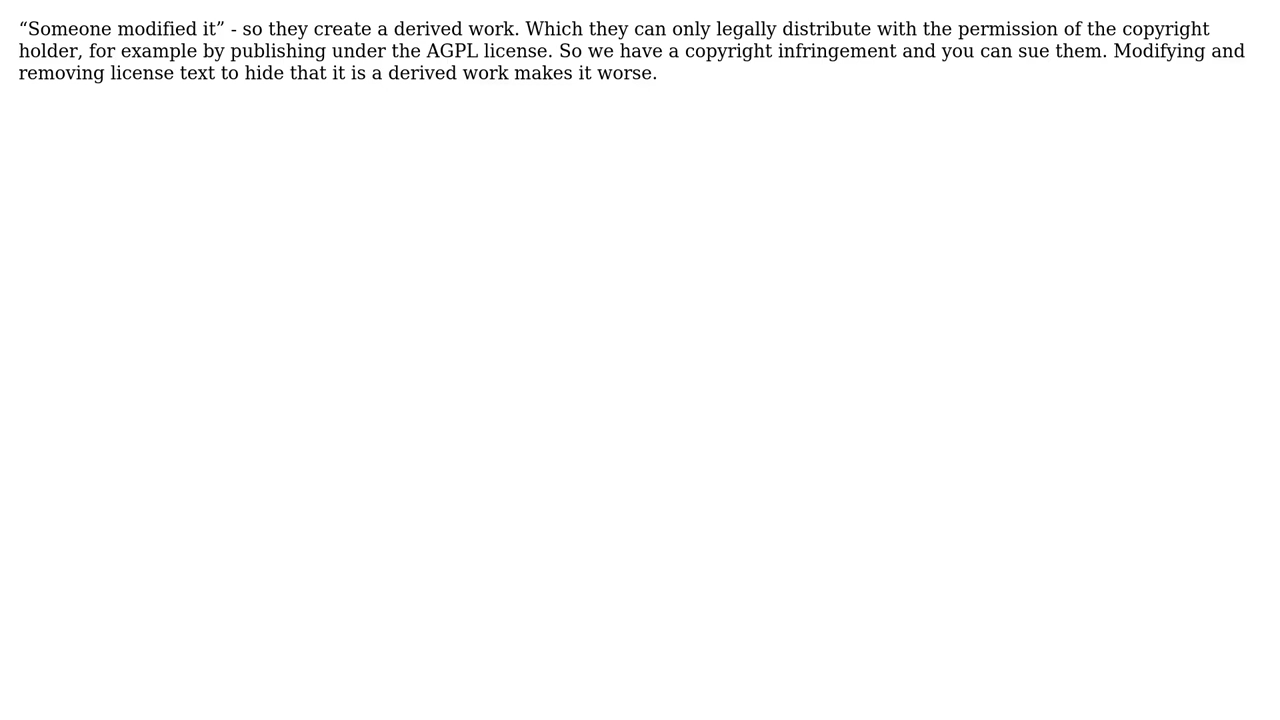 “Someone modified it” - so they create a derived work. Which they can only legally distribute with the permission of the copyright
holder, for example by publishing under the AGPL license. So we have a copyright infringement and you can sue them. Modifying and
removing license text to hide that it is a derived work makes it worse.